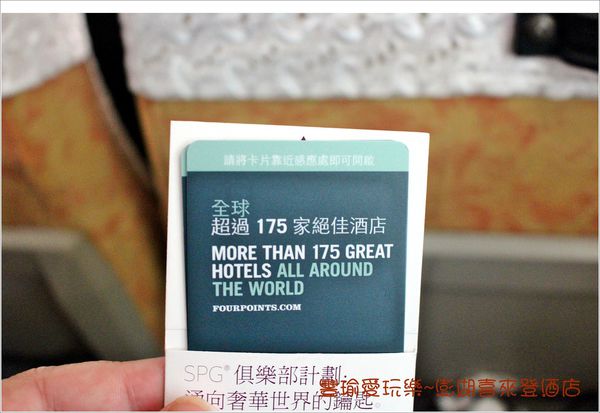 請將卡片靠近感應處即可開啟
全球
超過 175 家絕佳酒店
MORE THAN 175 GREAT
HOTELS ALL AROUND
THE WORLD
FOURPOINTS.COM
SPG® 俱樂部計劃:
通向奢華世界的鑰匙。
雲瑜愛玩樂~澎湖喜來登酒店